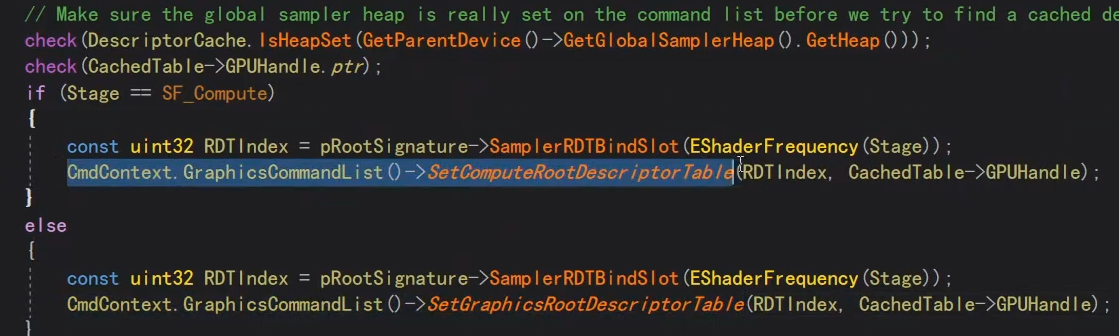 // Make sure the global sampler heap is really set on the command list before we try to find a cached de
check(DescriptorCache.IsHeapSet(GetParentDevice()->GetGlobalSamplerHeap().GetHeap()));
check(CachedTable->GPUHandle.ptr);
if (Stage == SF_Compute)
{
const uint32 RDTIndex = pRootSignature->SamplerRDTBindSlot(EShaderFrequency(Stage));
CmdContext.GraphicsCommandList()->SetComputeRootDescriptorTable(RDTIndex, CachedTable->GPUHandle);
}
else
{
const uint32 RDTIndex = pRootSignature->SamplerRDTBindSlot(EShaderFrequency(Stage));
CmdContext.GraphicsCommandList()->SetGraphicsRootDescriptorTable(RDTIndex, CachedTable->GPUHandle);
}